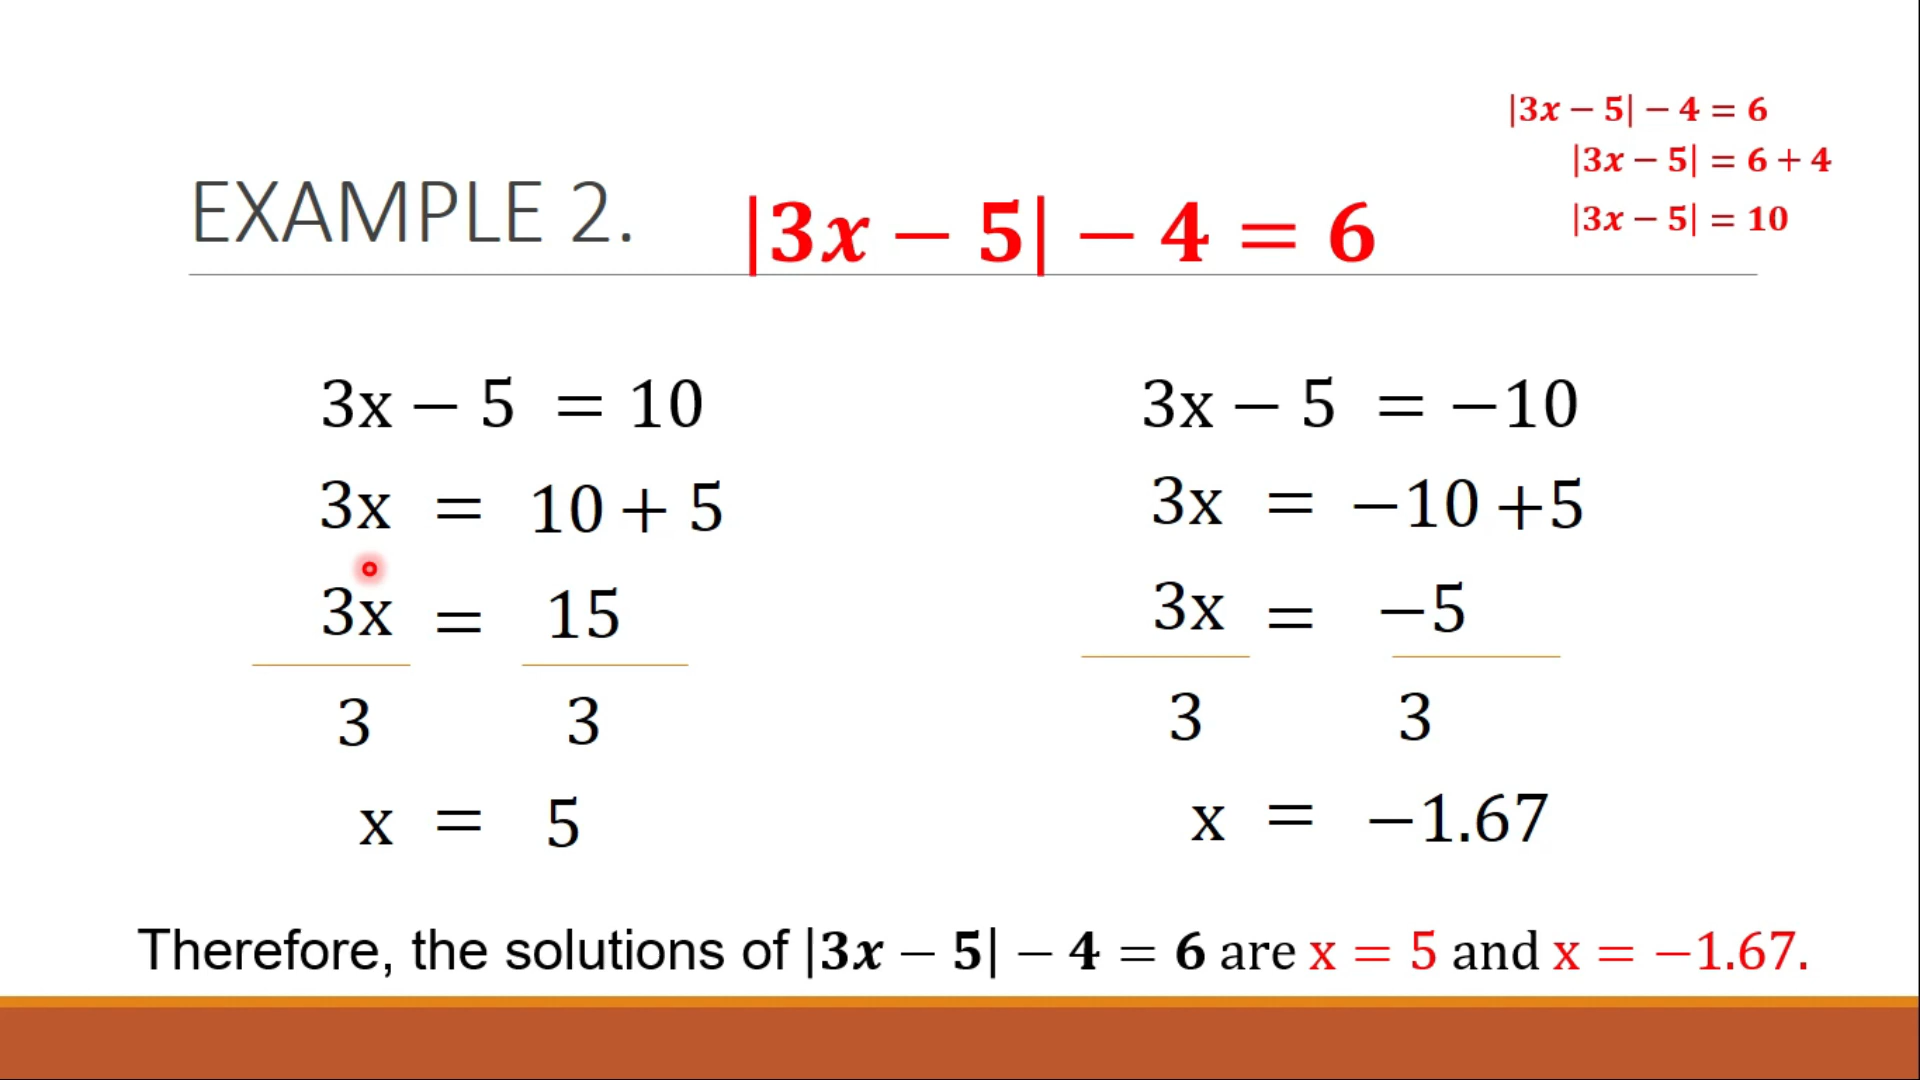 |3x − 5| − 4 = 6
|3x − 5| = 6 + 4
|3x − 5| = 10
EXAMPLE 2. |3x − 5| − 4 = 6
3x − 5 = 10
3x = 10 + 5
3x = 15
3 3
x = 5
3x − 5 = −10
3x = −10 +5
3x = −5
3 3
x = −1.67
Therefore, the solutions of |3x − 5| − 4 = 6 are x = 5 and x = −1.67.